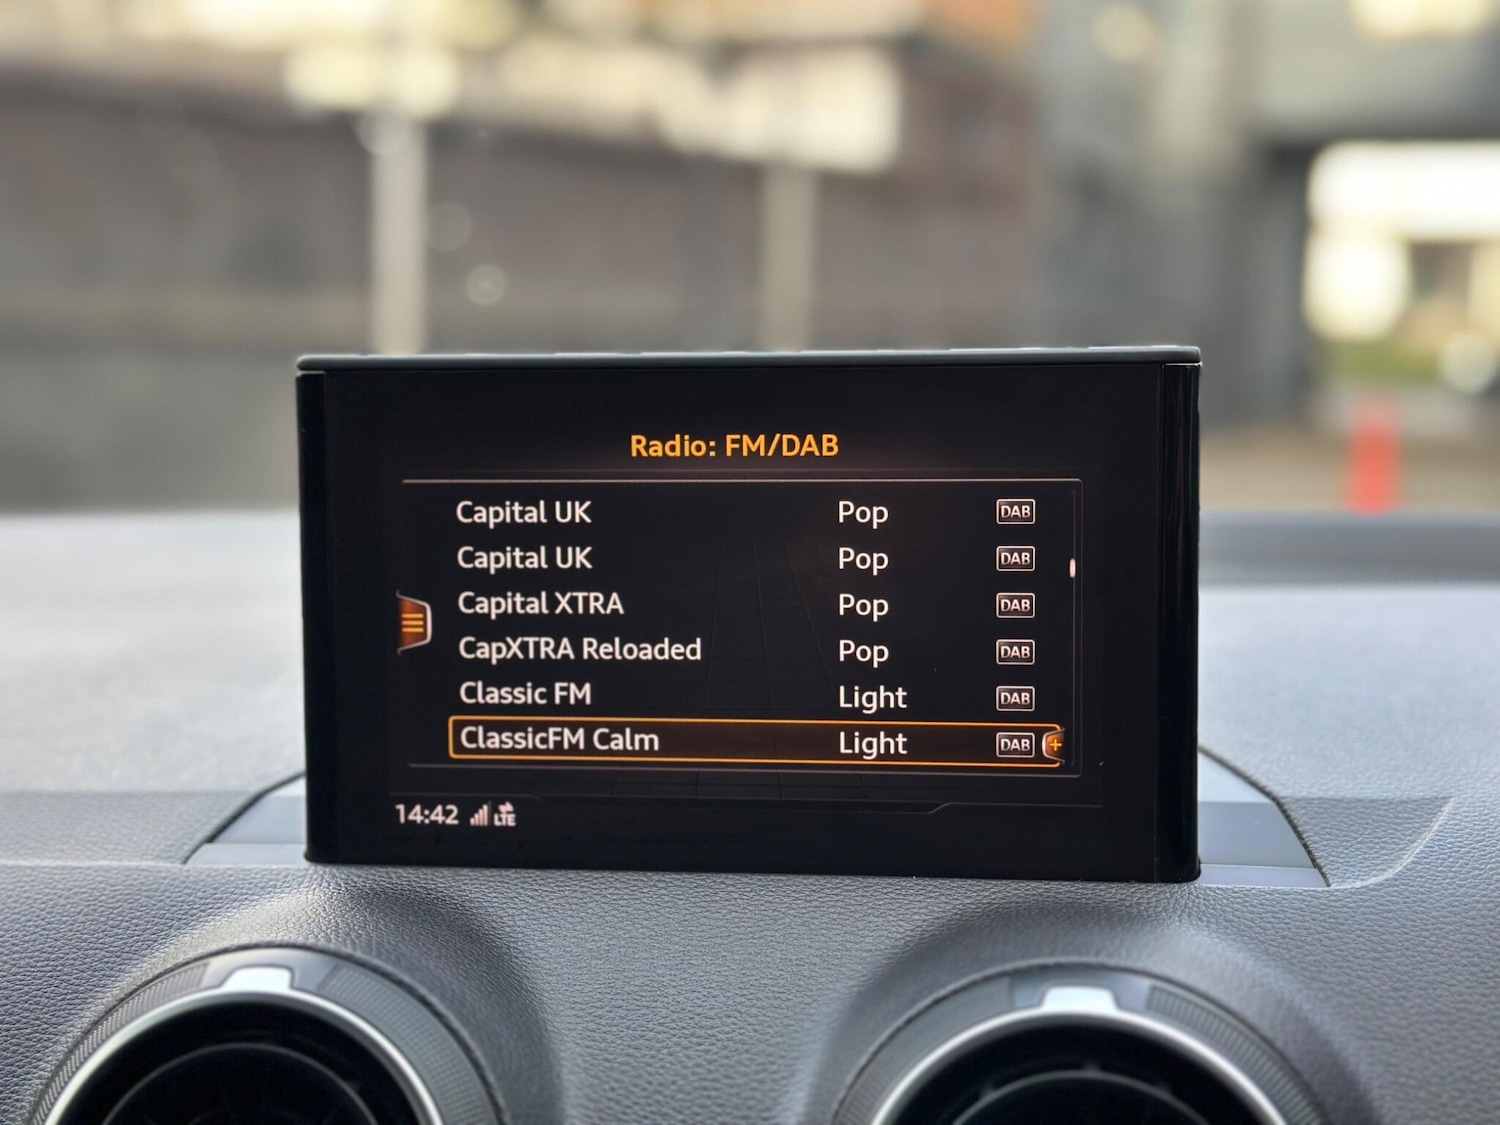 Radio: FM/DAB
Capital UK Pop DAB
Capital UK Pop DAB
Capital XTRA Pop DAB
CapXTRA Reloaded Pop DAB
Classic FM Light DAB
ClassicFM Calm Light DAB +
14:42 LTE